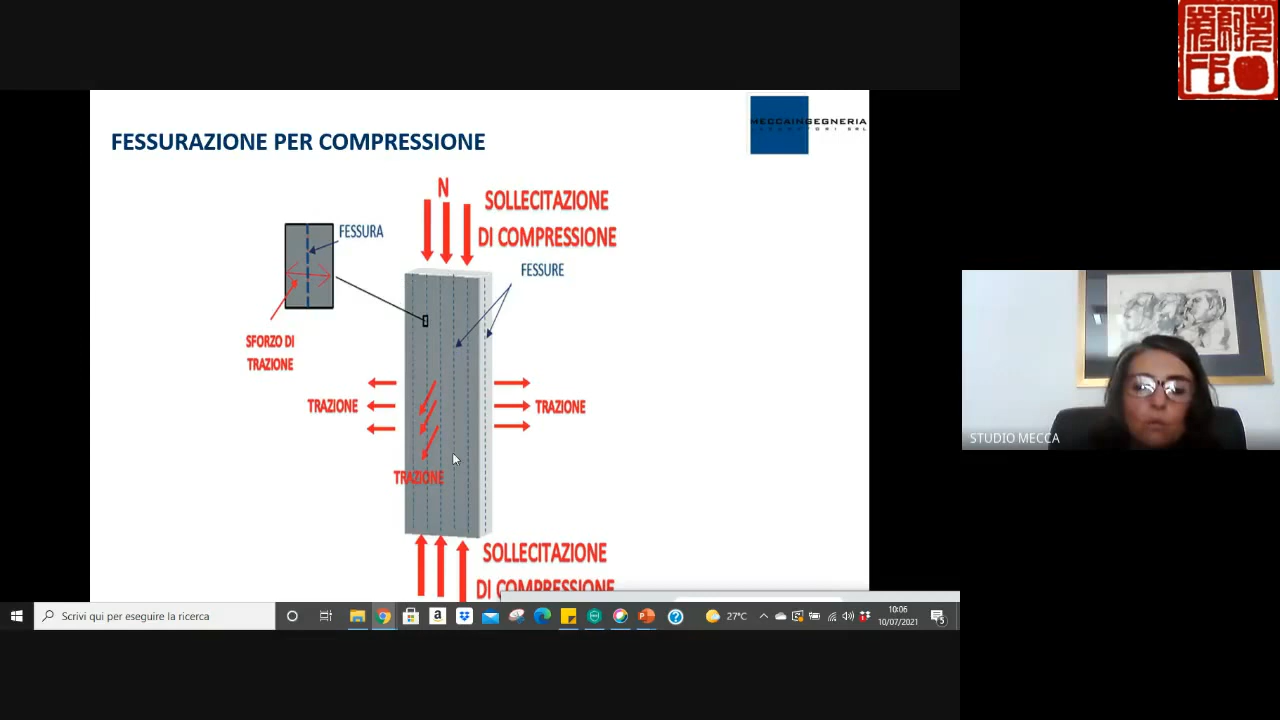 FESSURAZIONE PER COMPRESSIONE
MECCAINGEGNERIA
N
SOLLECITAZIONE
DI COMPRESSIONE
FESSURA
FESSURE
SFORZO DI
TRAZIONE
TRAZIONE
TRAZIONE
TRAZIONE
SOLLECITAZIONE
DI COMPRESSIONE
STUDIO MECCA
Scrivi qui per eseguire la ricerca
27°C
10:06
10/07/2021
5